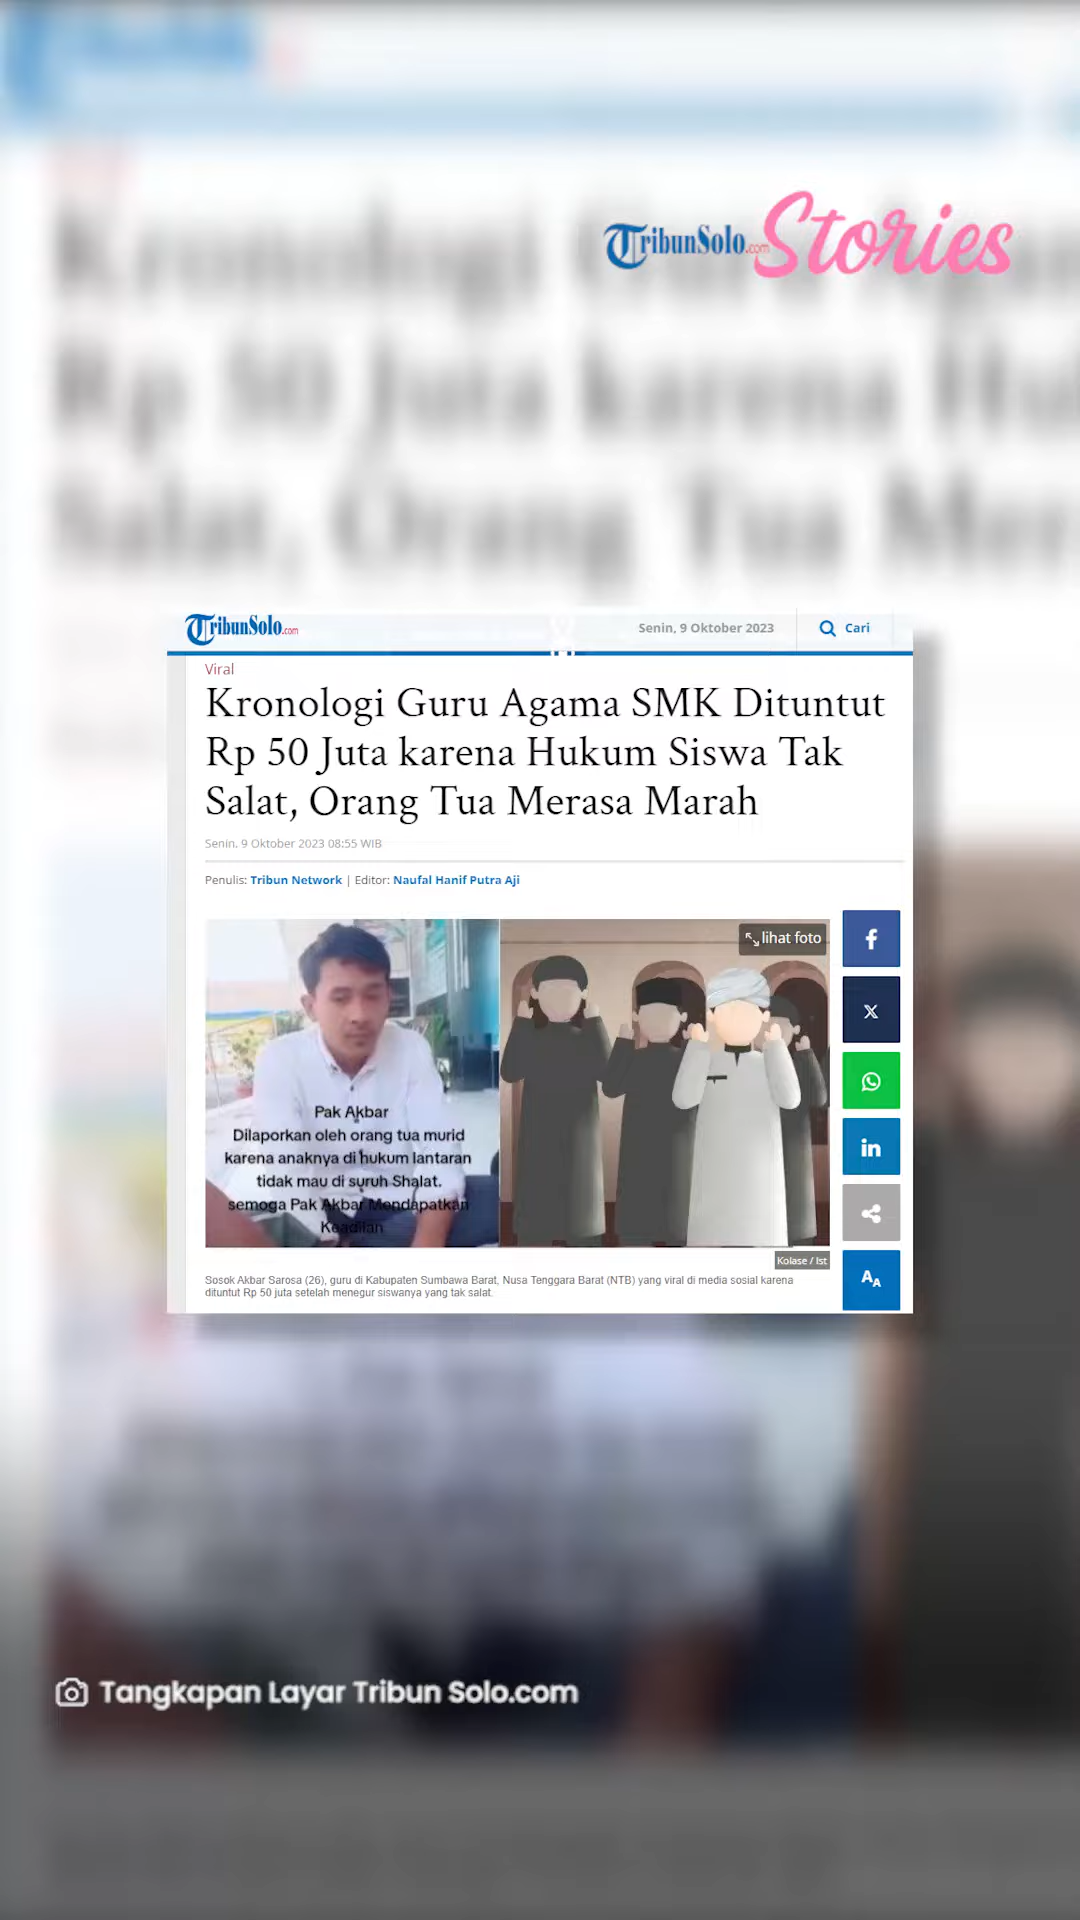 TribunSolo.com Stories
TribunSolo.com
Senin, 9 Oktober 2023
Cari
Viral
Kronologi Guru Agama SMK Dituntut
Rp 50 Juta karena Hukum Siswa Tak
Salat, Orang Tua Merasa Marah
Senin, 9 Oktober 2023 08:55 WIB
Penulis: Tribun Network | Editor: Naufal Hanif Putra Aji
lihat foto
Pak Akbar
Dilaporkan oleh orang tua murid
karena anaknya di hukum lantaran
tidak mau di suruh Shalat.
semoga Pak Akbar Mendapatkan
Keadilan
Kolase / Ist
Sosok Akbar Sarosa (26), guru di Kabupaten Sumbawa Barat, Nusa Tenggara Barat (NTB) yang viral di media sosial karena
dituntut Rp 50 juta setelah menegur siswanya yang tak salat.
AA
Tangkapan Layar Tribun Solo.com